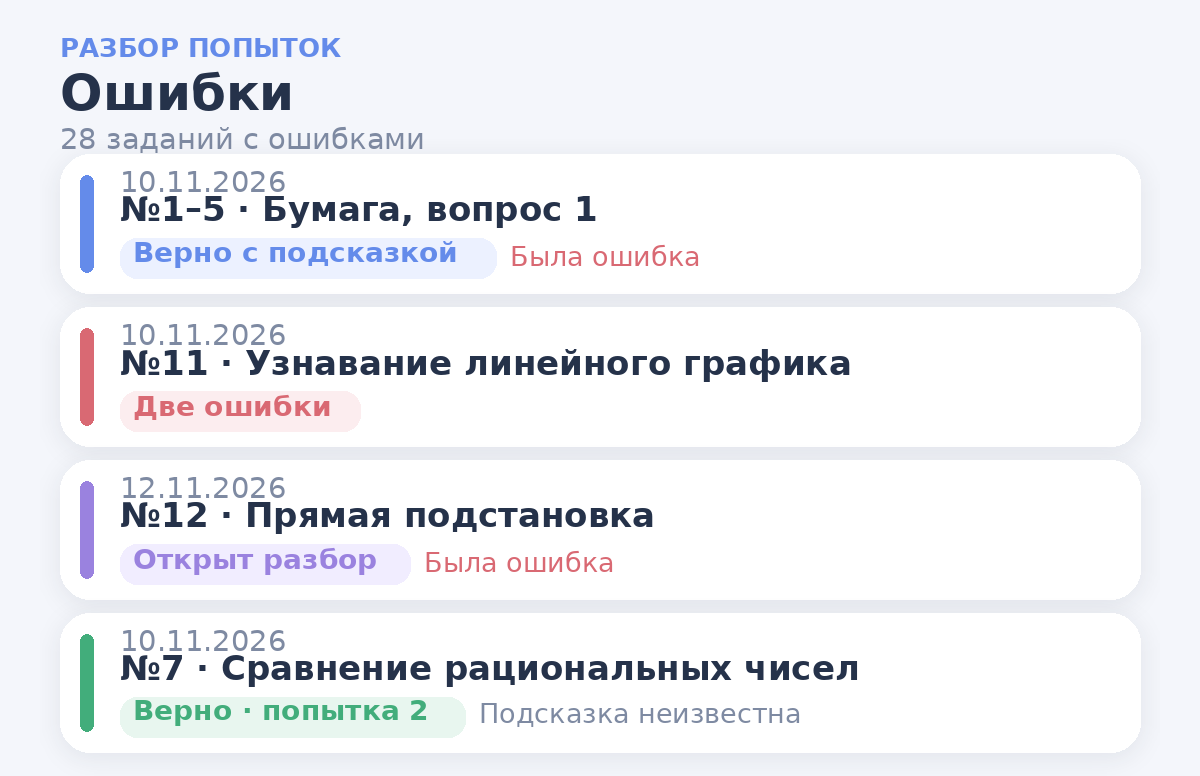 РАЗБОР ПОПЫТОК
Ошибки
28 заданий с ошибками
10.11.2026
№1–5 · Бумага, вопрос 1
Верно с подсказкой Была ошибка
10.11.2026
№11 · Узнавание линейного графика
Две ошибки
12.11.2026
№12 · Прямая подстановка
Открыт разбор Была ошибка
10.11.2026
№7 · Сравнение рациональных чисел
Верно · попытка 2 Подсказка неизвестна